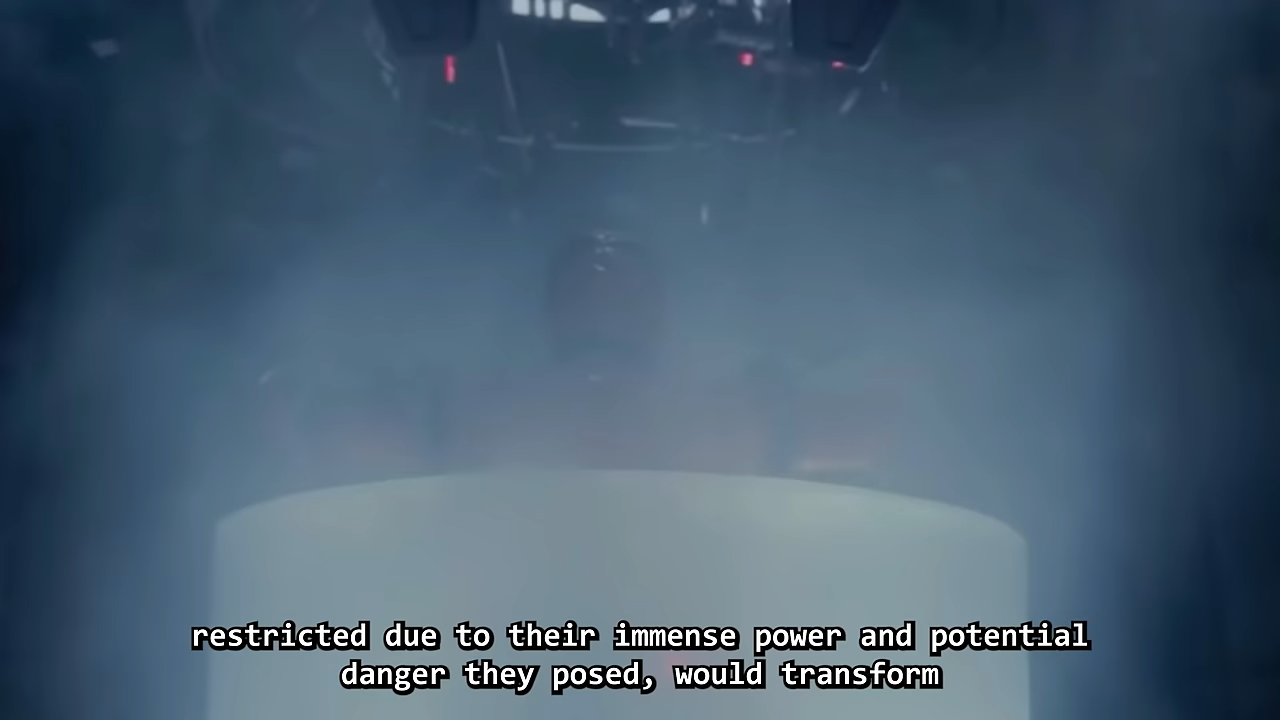 restricted due to their immense power and potential
danger they posed, would transform